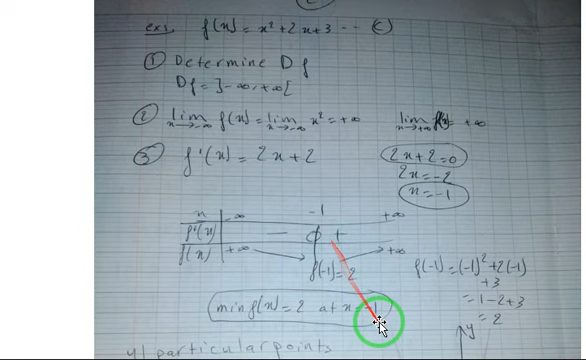 ex1 f(x) = x² + 2x + 3 --- (C)
① Determine Df
Df = ]-∞, +∞[
② lim x→-∞ f(x) = lim x→-∞ x² = +∞ lim x→+∞ f(x) = +∞
③ f'(x) = 2x + 2 2x+2=0
2x = -2
x = -1
x -∞ -1 +∞
f'(x) - 0 +
f(x) +∞ f(-1) = 2 +∞
f(-1) = (-1)² + 2(-1) + 3
= 1 - 2 + 3
= 2
min f(x) = 2 at x = -1
y
4) particular points